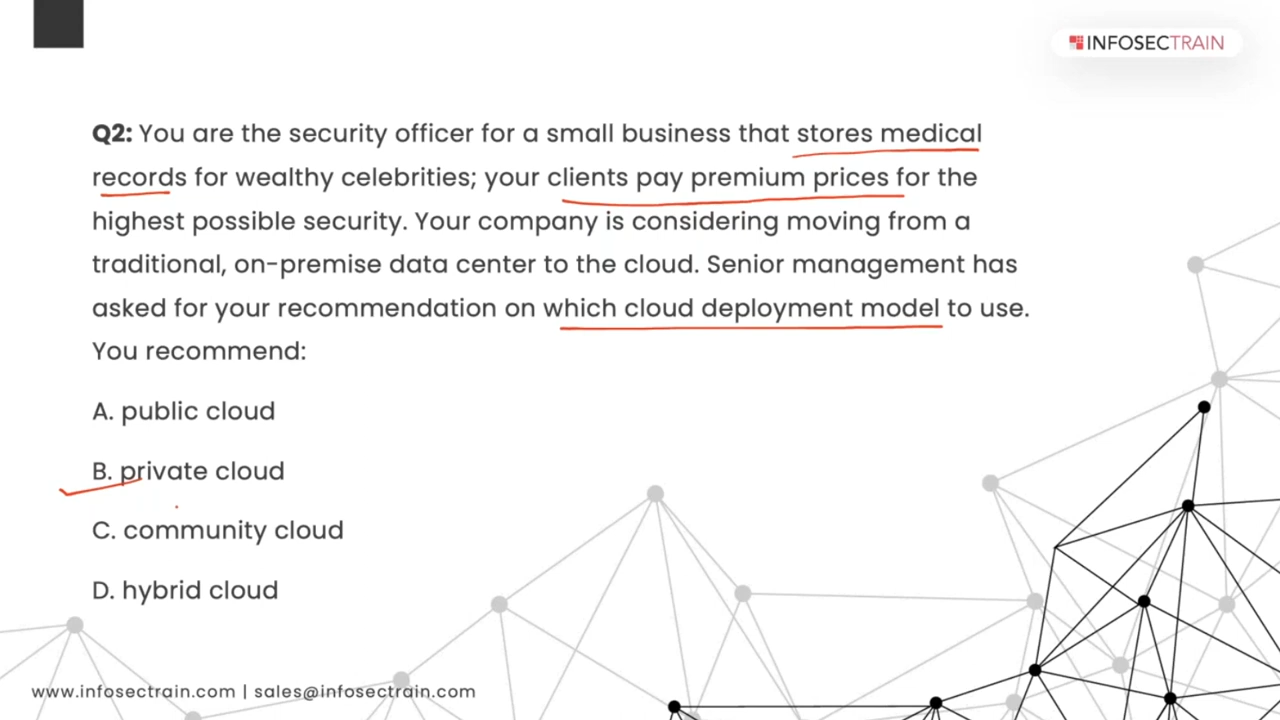 INFOSECTRAIN
Q2: You are the security officer for a small business that stores medical
records for wealthy celebrities; your clients pay premium prices for the
highest possible security. Your company is considering moving from a
traditional, on-premise data center to the cloud. Senior management has
asked for your recommendation on which cloud deployment model to use.
You recommend:
A. public cloud
B. private cloud
C. community cloud
D. hybrid cloud
www.infosectrain.com | sales@infosectrain.com